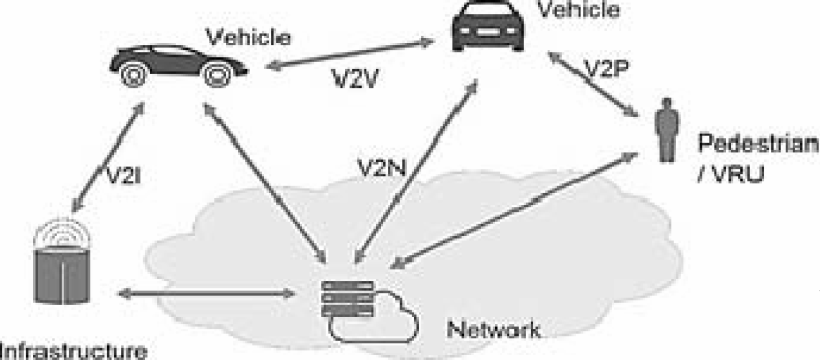 Vehicle
Vehicle
V2V
V2P
Pedestrian
/ VRU
V2I
V2N
Network
Infrastructure